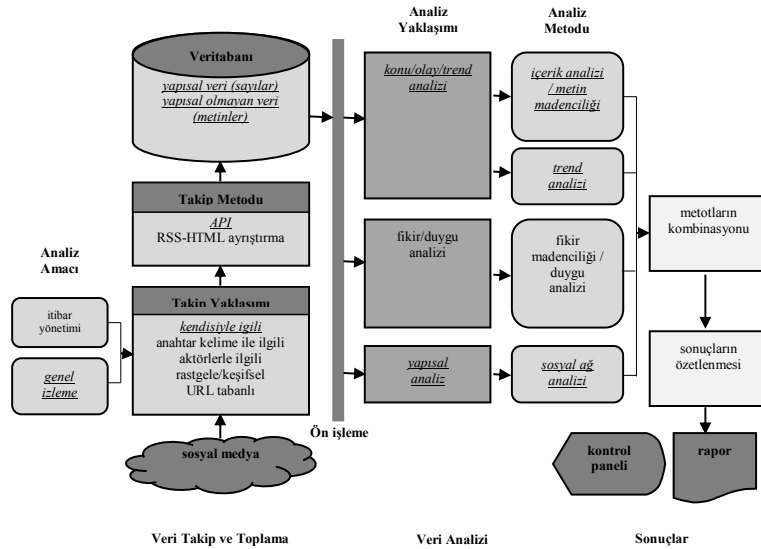 Analiz
Yaklaşımı
Analiz
Metodu
Veritabanı
yapısal veri (sayılar)
yapısal olmayan veri
(metinler)
konu/olay/trend
analizi
içerik analizi
/ metin
madenciliği
trend
analizi
Takip Metodu
API
RSS-HTML ayrıştırma
fikir/duygu
analizi
fikir
madenciliği /
duygu
analizi
metotların
kombinasyonu
Analiz
Amacı
itibar
yönetimi
genel
izleme
Takip Yaklaşımı
kendisiyle igili
anahtar kelime ile ilgili
aktörlerle ilgili
rastgele/keşifsel
URL tabanlı
yapısal
analiz
sosyal ağ
analizi
sonuçların
özetlenmesi
Ön işleme
sosyal medya
kontrol
paneli
rapor
Veri Takip ve Toplama
Veri Analizi
Sonuçlar